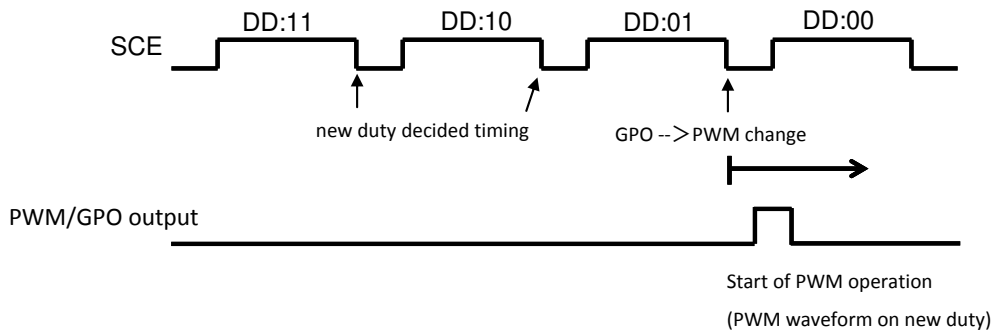 DD:11 DD:10 DD:01 DD:00
SCE
new duty decided timing
GPO -->PWM change
PWM/GPO output
Start of PWM operation
(PWM waveform on new duty)